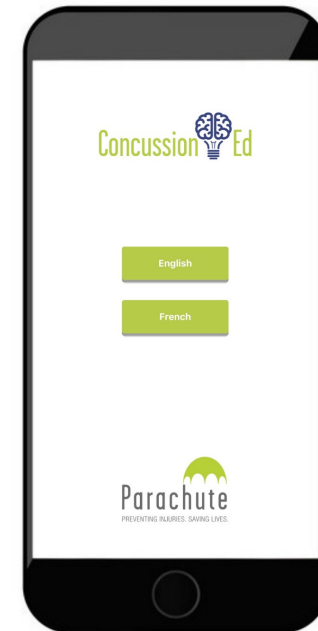 Concussion Ed
English
French
Parachute
PREVENTING INJURIES. SAVING LIVES.